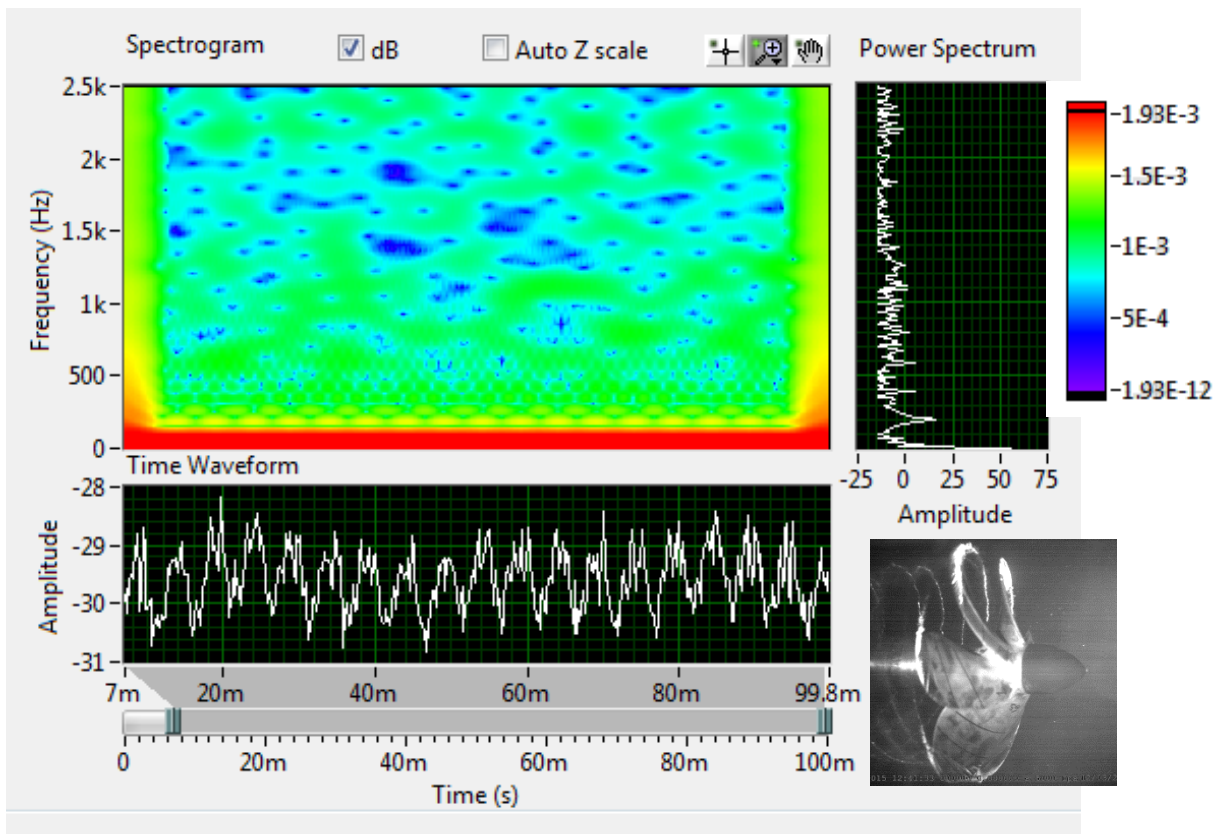 Spectrogram
dB
Auto Z scale
Power Spectrum
2.5k
2k
1.5k
1k
500
0
Frequency (Hz)
-1.93E-3
-1.5E-3
-1E-3
-5E-4
-1.93E-12
-25 0 25 50 75
Amplitude
Time Waveform
-28
-29
-30
-31
Amplitude
7m 20m 40m 60m 80m 99.8m
0 20m 40m 60m 80m 100m
Time (s)